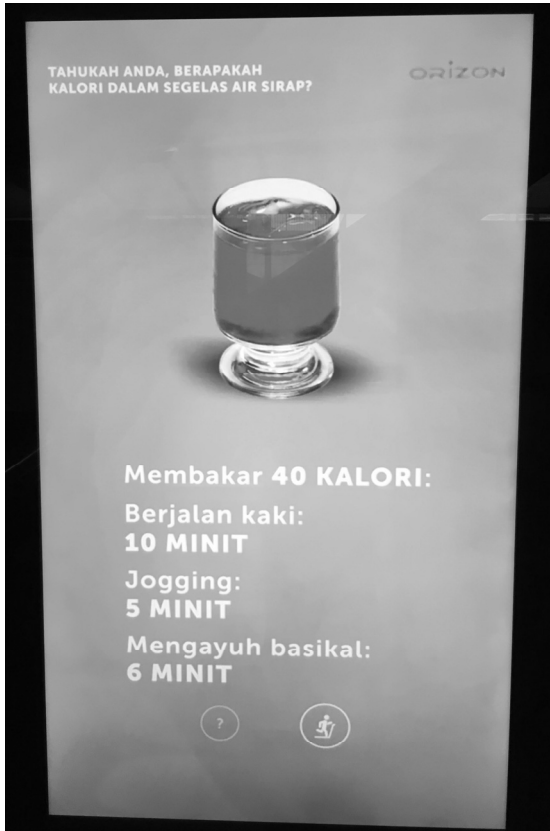 TAHUKAH ANDA, BERAPAKAH
KALORI DALAM SEGELAS AIR SIRAP?
ORIZON
Membakar 40 KALORI:
Berjalan kaki:
10 MINIT
Jogging:
5 MINIT
Mengayuh basikal:
6 MINIT
?